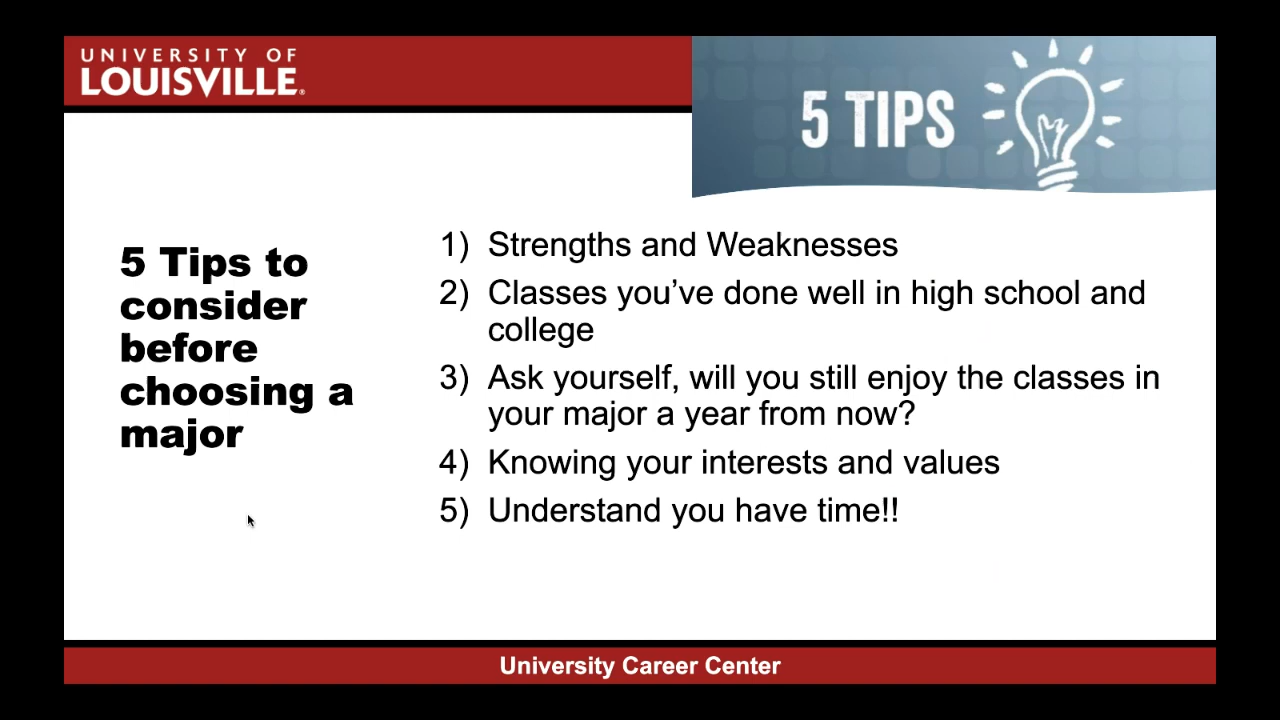 UNIVERSITY OF
LOUISVILLE®
5 TIPS
5 Tips to
consider
before
choosing a
major
1) Strengths and Weaknesses
2) Classes you’ve done well in high school and
college
3) Ask yourself, will you still enjoy the classes in
your major a year from now?
4) Knowing your interests and values
5) Understand you have time!!
University Career Center